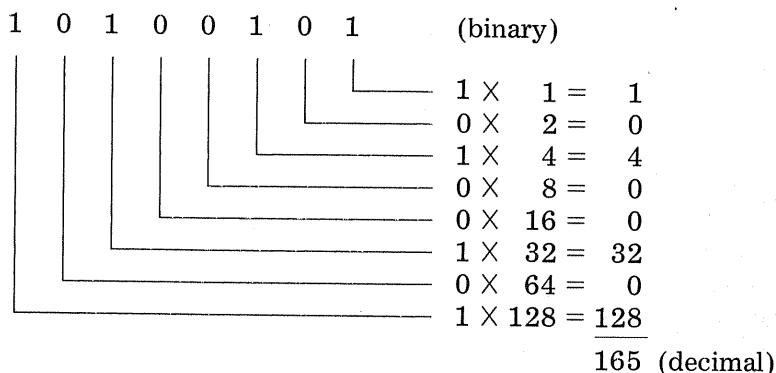 1 0 1 0 0 1 0 1 (binary)
1 × 1 = 1
0 × 2 = 0
1 × 4 = 4
0 × 8 = 0
0 × 16 = 0
1 × 32 = 32
0 × 64 = 0
1 × 128 = 128
165 (decimal)